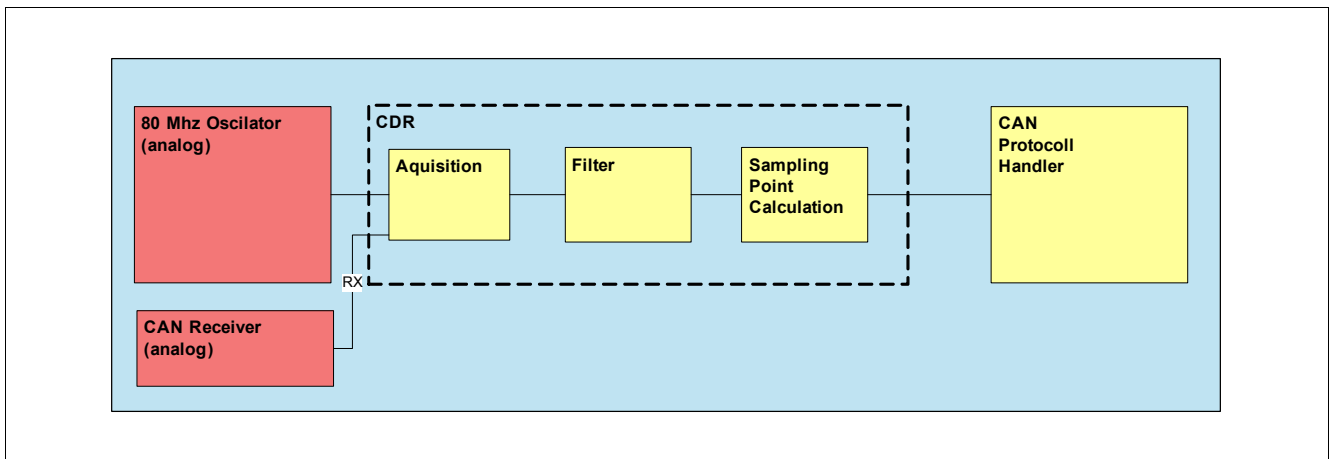 80 Mhz Oscilator
(analog)
CDR
Aquisition
Filter
Sampling
Point
Calculation
CAN
Protocoll
Handler
RX
CAN Receiver
(analog)